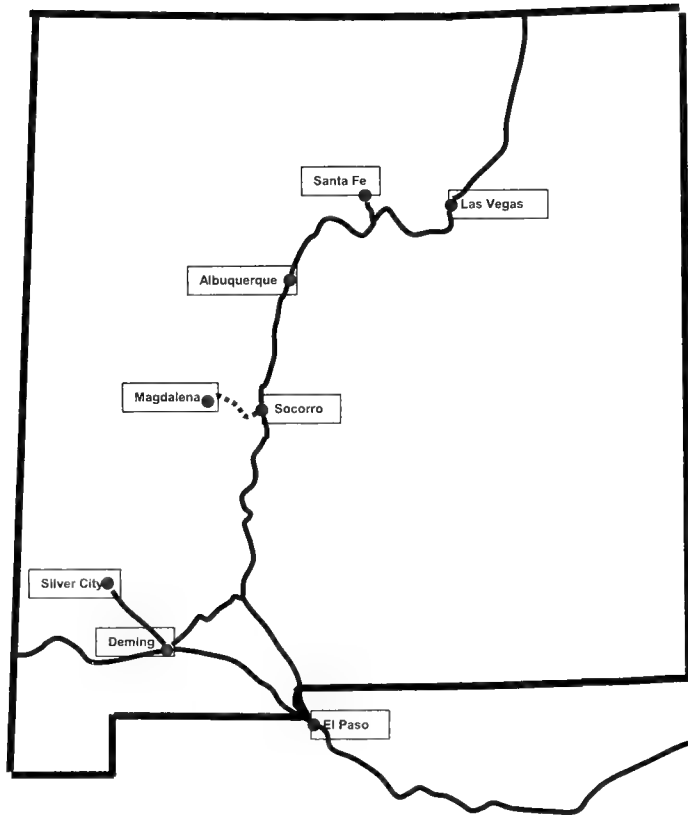 Santa Fe
Las Vegas
Albuquerque
Magdalena
Socorro
Silver City
Deming
El Paso